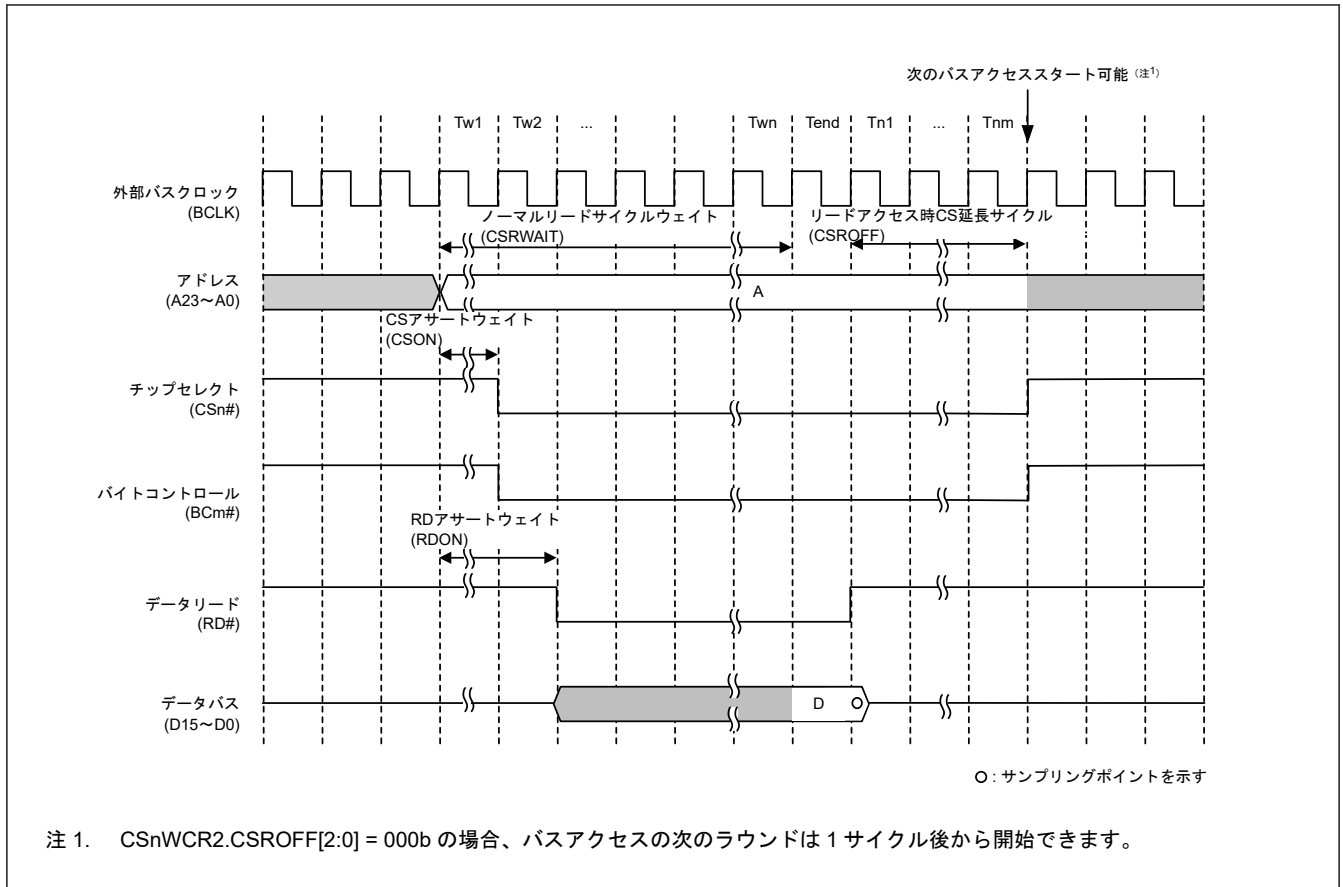 次のバスアクセススタート可能（注1）
Tw1 Tw2 ... Twn Tend Tn1 ... Tnm
外部バスクロック
(BCLK)
ノーマルリードサイクルウェイト
(CSRWAIT)
リードアクセス時CS延長サイクル
(CSROFF)
アドレス
(A23～A0)
A
CSアサートウェイト
(CSON)
チップセレクト
(CSn#)
バイトコントロール
(BCm#)
RDアサートウェイト
(RDON)
データリード
(RD#)
データバス
(D15～D0)
D
O : サンプリングポイントを示す
注 1. CSnWCR2.CSROFF[2:0] = 000b の場合、バスアクセスの次のラウンドは 1 サイクル後から開始できます。